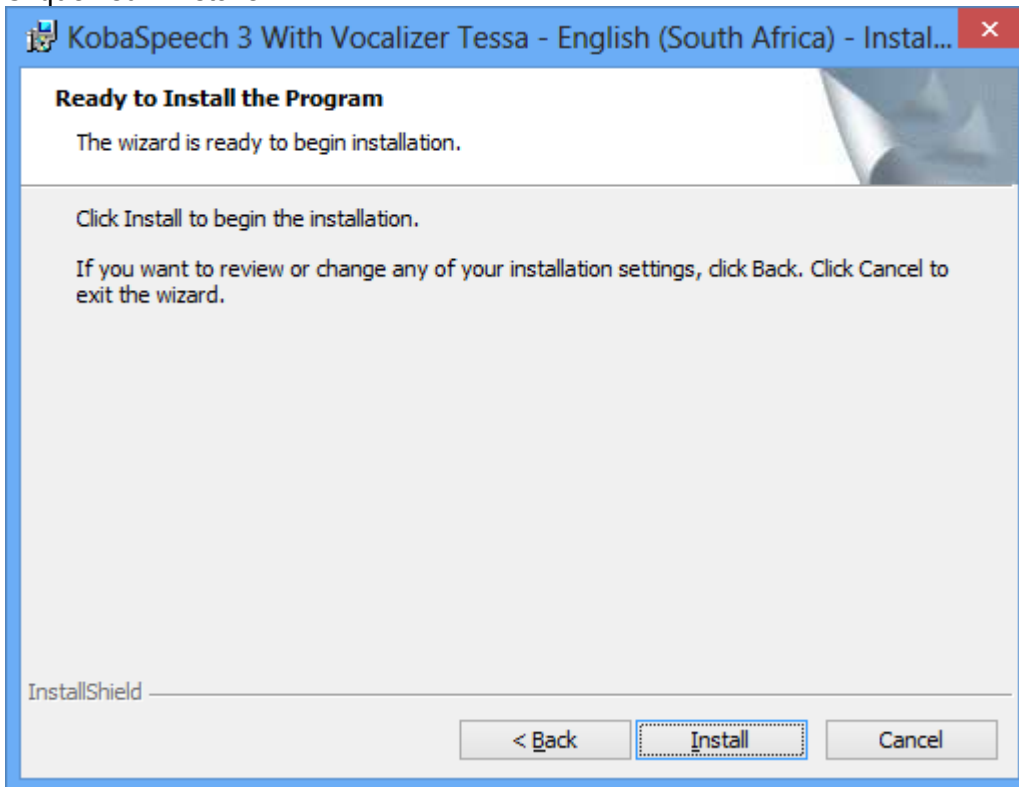 KobaSpeech 3 With Vocalizer Tessa - English (South Africa) - Instal...
Ready to Install the Program
The wizard is ready to begin installation.
Click Install to begin the installation.
If you want to review or change any of your installation settings, click Back. Click Cancel to
exit the wizard.
InstallShield
< Back
Install
Cancel